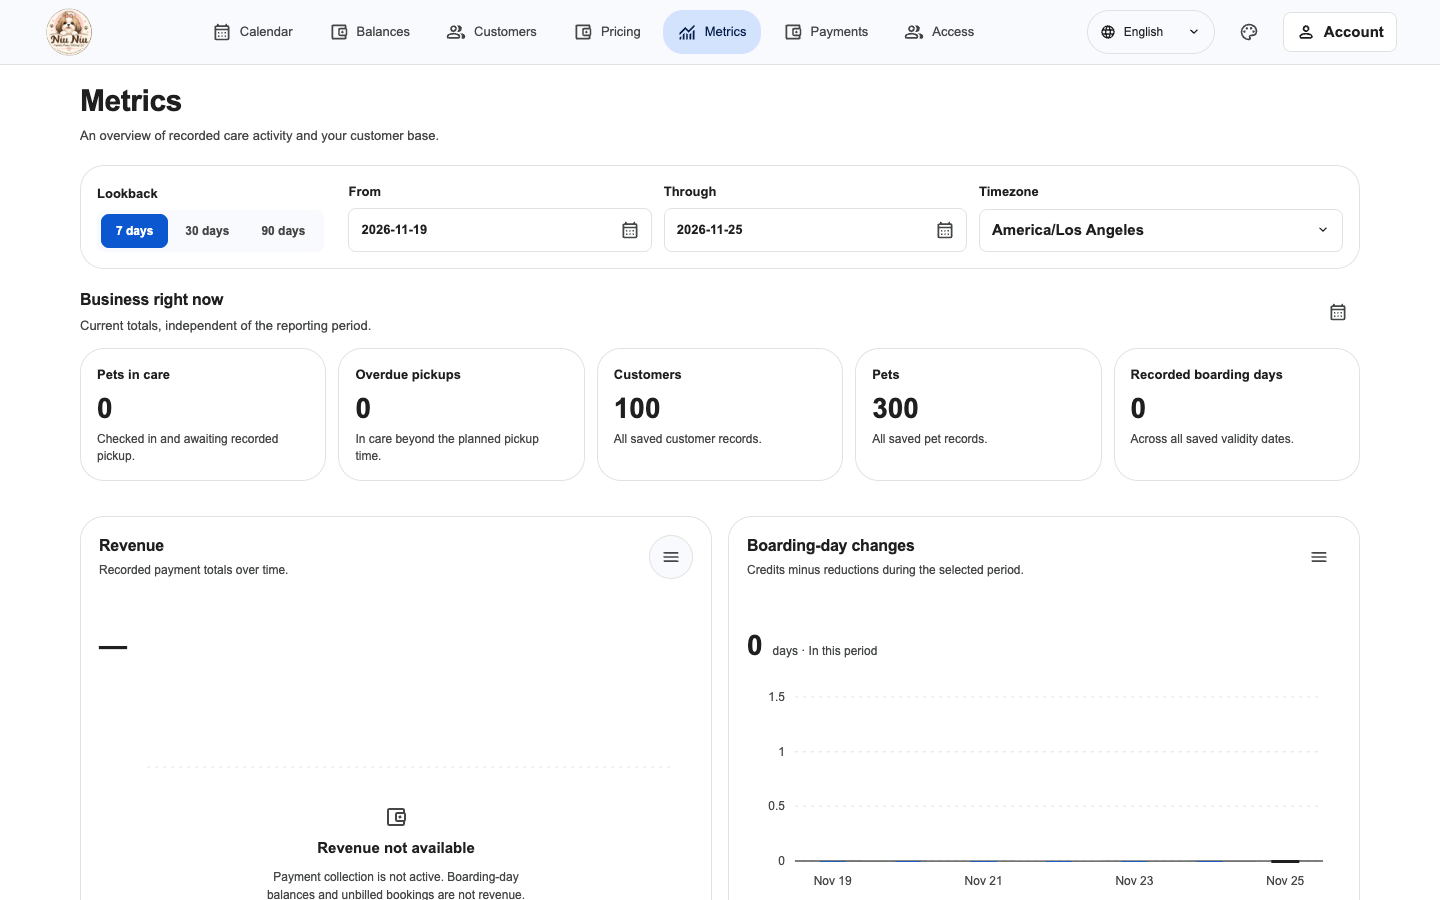 Niu Niu
Calendar
Balances
Customers
Pricing
Metrics
Payments
Access
English
Account
Metrics
An overview of recorded care activity and your customer base.
Lookback
7 days
30 days
90 days
From
2026-11-19
Through
2026-11-25
Timezone
America/Los Angeles
Business right now
Current totals, independent of the reporting period.
Pets in care
0
Checked in and awaiting recorded
pickup.
Overdue pickups
0
In care beyond the planned pickup
time.
Customers
100
All saved customer records.
Pets
300
All saved pet records.
Recorded boarding days
0
Across all saved validity dates.
Revenue
Recorded payment totals over time.
—
Revenue not available
Payment collection is not active. Boarding-day
balances and unbilled bookings are not revenue.
Boarding-day changes
Credits minus reductions during the selected period.
0 days · In this period
1.5
1
0.5
0
Nov 19
Nov 21
Nov 23
Nov 25